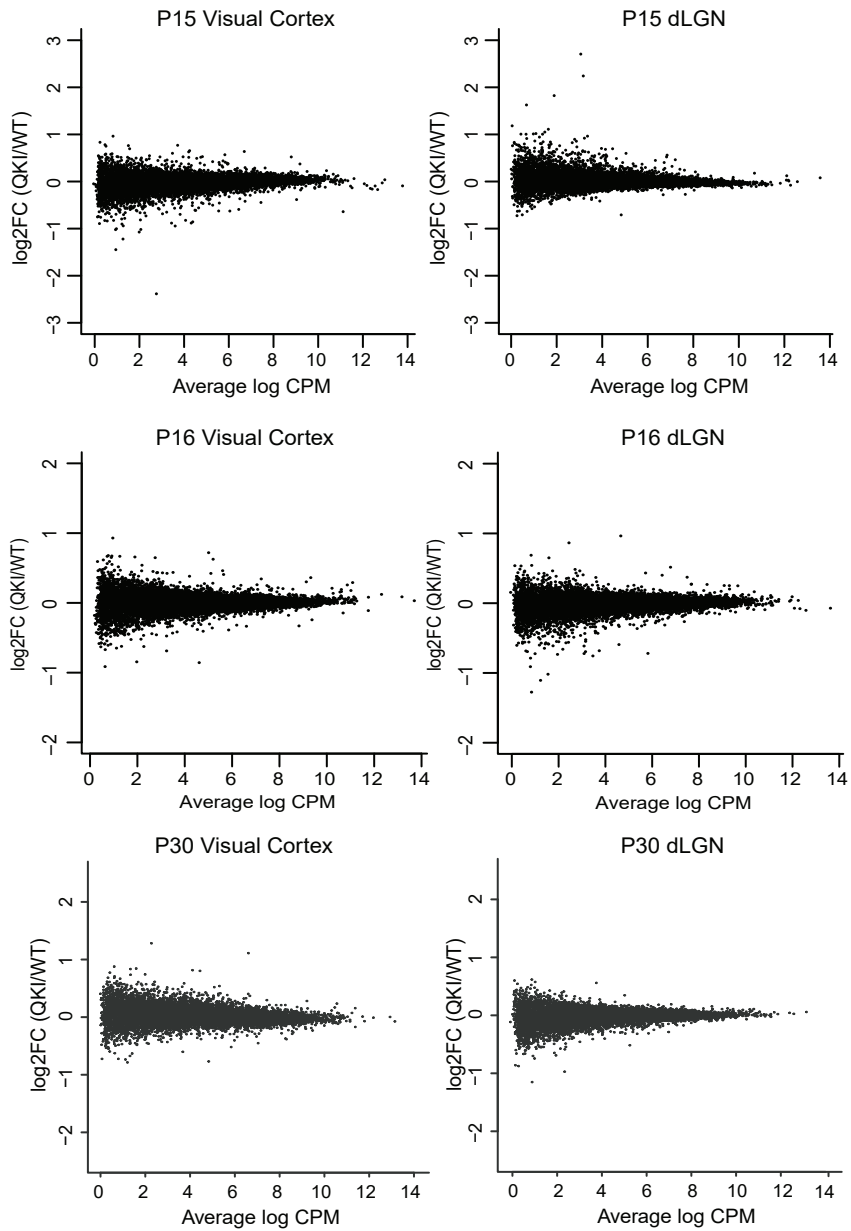 P15 Visual Cortex
log2FC (QKI/WT)
3
2
1
0
−1
−2
−3
0 2 4 6 8 10 12 14
Average log CPM
P15 dLGN
log2FC (QKI/WT)
3
2
1
0
−1
−2
−3
0 2 4 6 8 10 12 14
Average log CPM
P16 Visual Cortex
log2FC (QKI/WT)
2
1
0
−1
−2
0 2 4 6 8 10 12 14
Average log CPM
P16 dLGN
log2FC (QKI/WT)
2
1
0
−1
−2
0 2 4 6 8 10 12 14
Average log CPM
P30 Visual Cortex
log2FC (QKI/WT)
2
1
0
−1
−2
0 2 4 6 8 10 12 14
Average log CPM
P30 dLGN
log2FC (QKI/WT)
2
1
0
−1
−2
0 2 4 6 8 10 12 14
Average log CPM